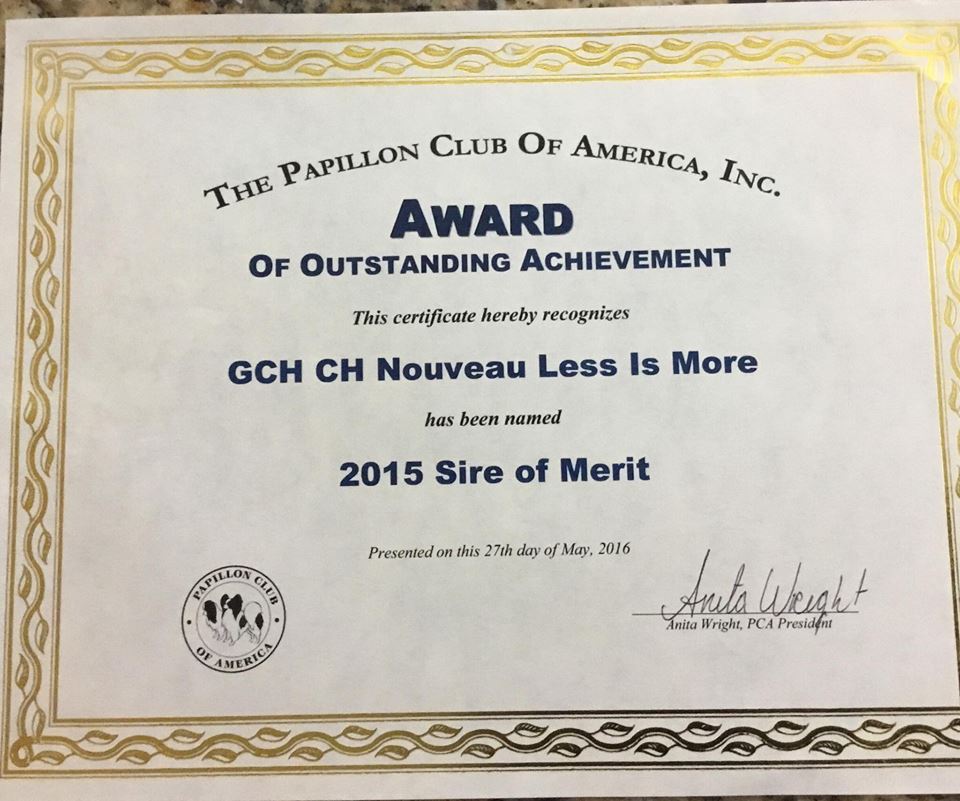 THE PAPILLON CLUB OF AMERICA, INC.
AWARD
OF OUTSTANDING ACHIEVEMENT
This certificate hereby recognizes
GCH CH Nouveau Less Is More
has been named
2015 Sire of Merit
Presented on this 27th day of May, 2016
PAPILLON CLUB
OF AMERICA
Anita Wright
Anita Wright, PCA President